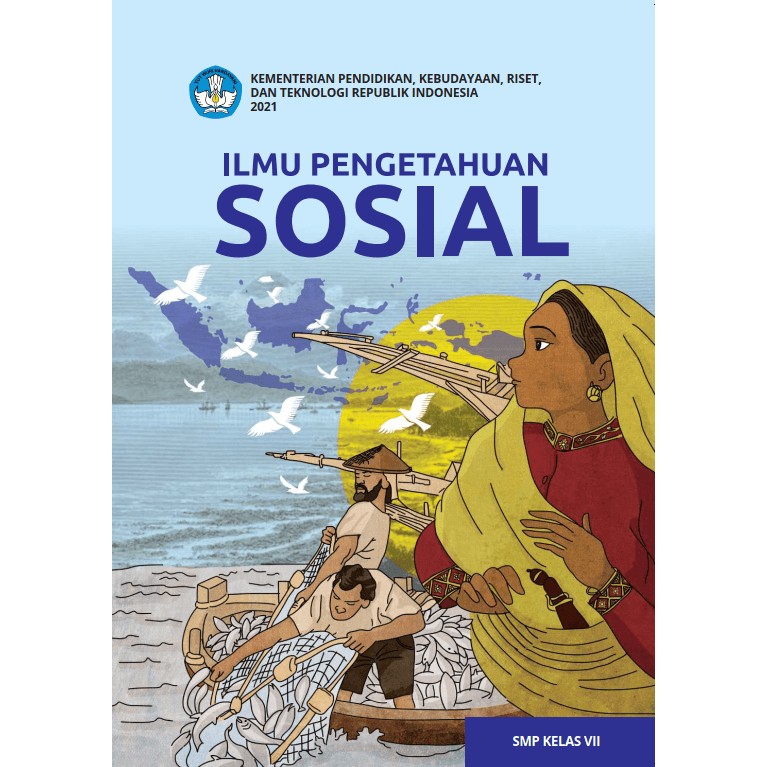 KEMENTERIAN PENDIDIKAN, KEBUDAYAAN, RISET,
DAN TEKNOLOGI REPUBLIK INDONESIA
2021
ILMU PENGETAHUAN
SOSIAL
SMP KELAS VII